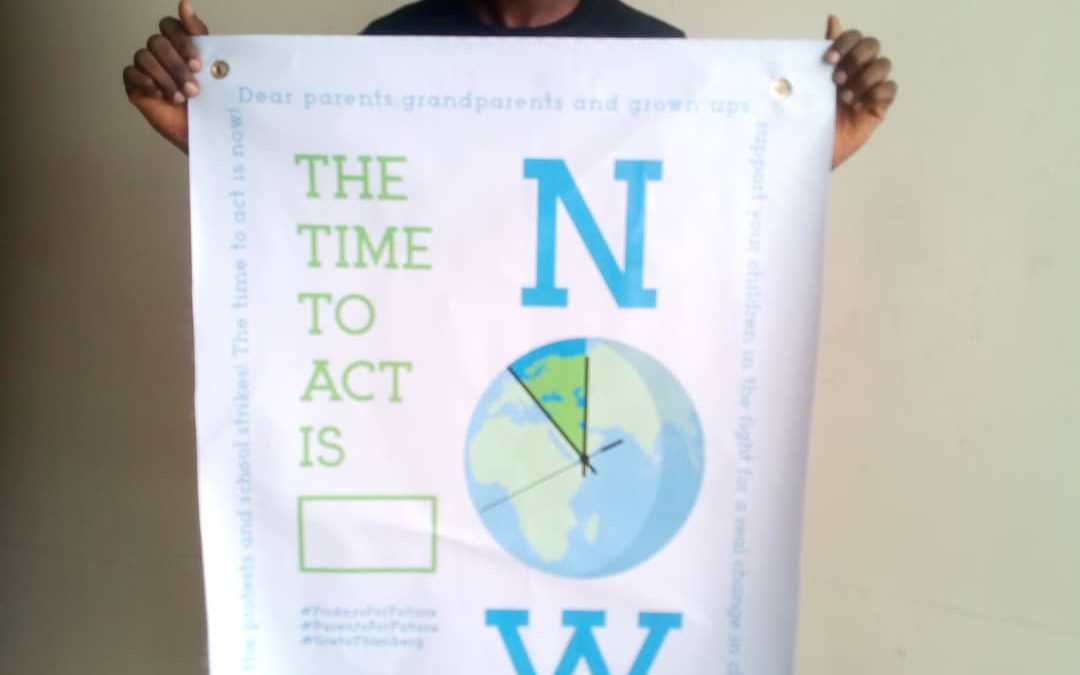 Dear parents, grandparents and grown ups,
support your children in the fight for a real change in
the protests and school strikes! The time to act is now!
THE
TIME
TO
ACT
IS
N
W
#FridaysForFuture
#ParentsForFuture
#GretaThunberg